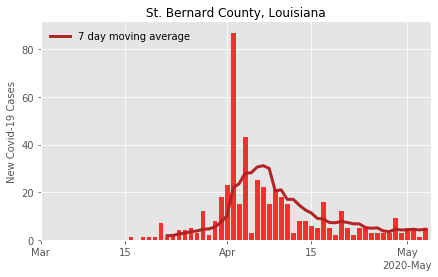 St. Bernard County, Louisiana
7 day moving average
New Covid-19 Cases
80
60
40
20
0
Mar 15 Apr 15 May
2020-May